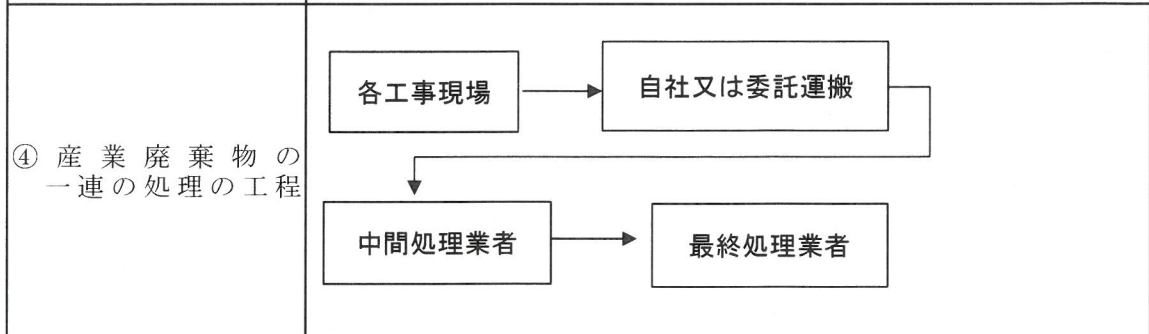 ④産業廃棄物の
一連の処理の工程
各工事現場
自社又は委託運搬
中間処理業者
最終処理業者